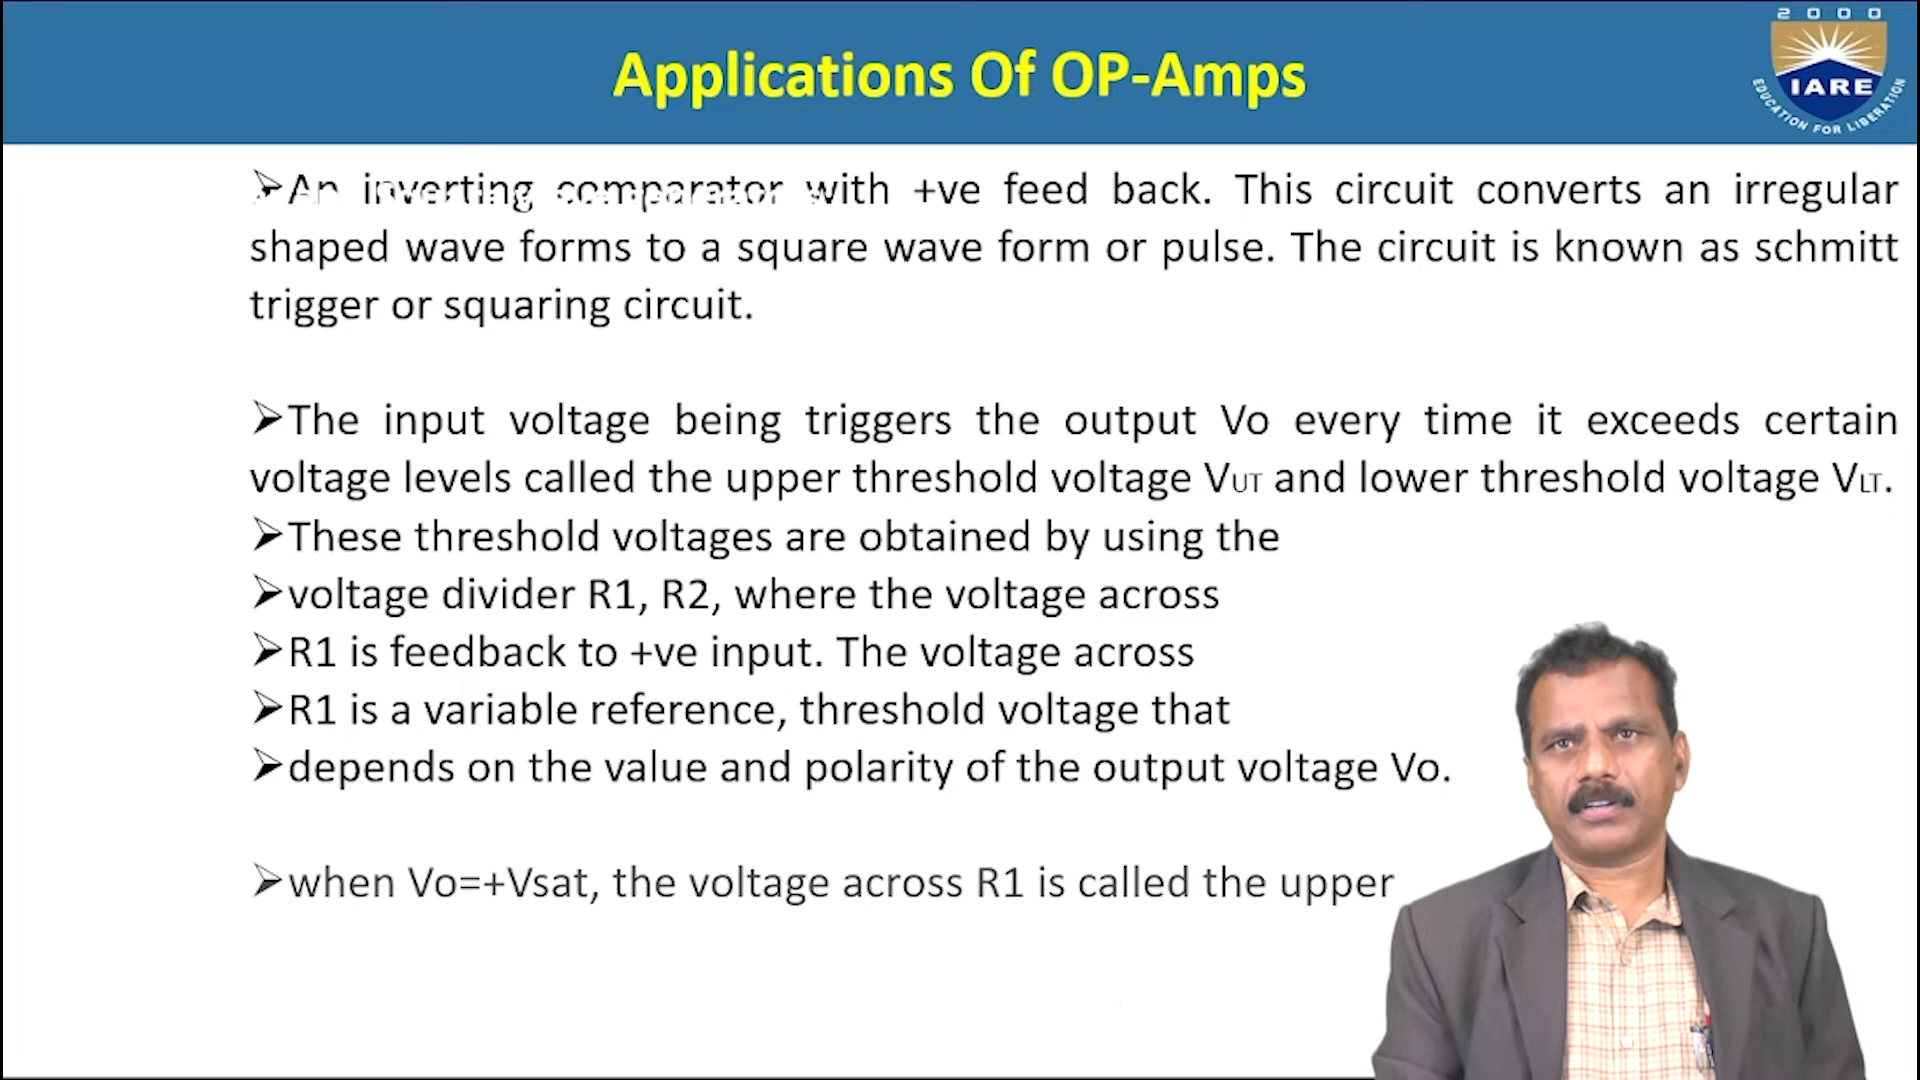 2000
IARE
EDUCATION FOR LIBERATION
Applications Of OP-Amps
➢An inverting comparator with +ve feed back. This circuit converts an irregular
shaped wave forms to a square wave form or pulse. The circuit is known as schmitt
trigger or squaring circuit.
➢The input voltage being triggers the output Vo every time it exceeds certain
voltage levels called the upper threshold voltage VUT and lower threshold voltage VLT.
➢These threshold voltages are obtained by using the
➢voltage divider R1, R2, where the voltage across
➢R1 is feedback to +ve input. The voltage across
➢R1 is a variable reference, threshold voltage that
➢depends on the value and polarity of the output voltage Vo.
➢when Vo=+Vsat, the voltage across R1 is called the upper